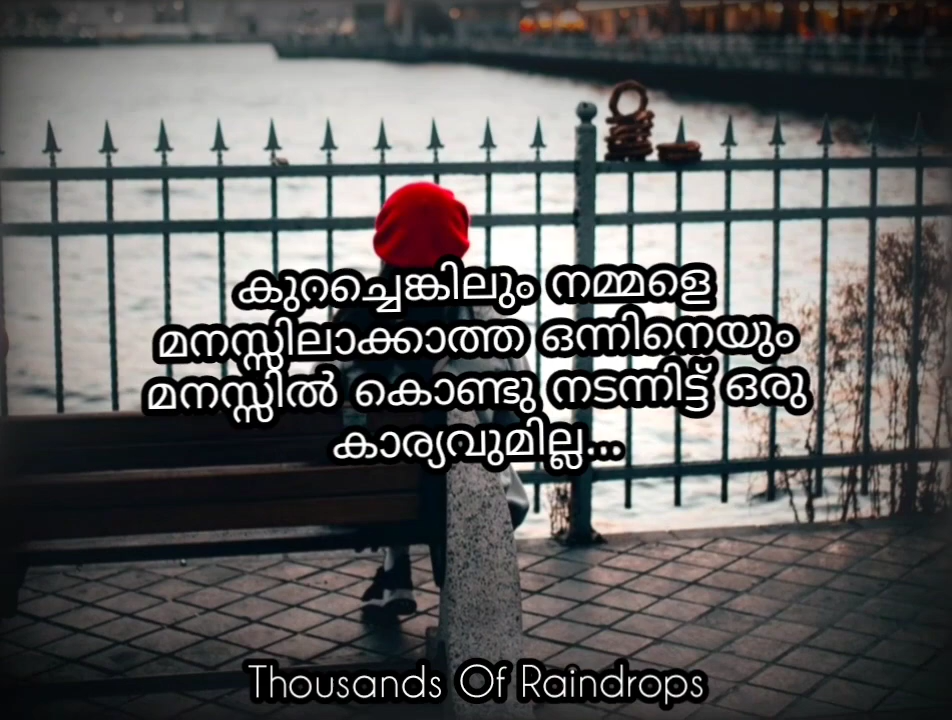 കുറച്ചെങ്കിലും നമ്മളെ
മനസ്സിലാക്കാത്ത ഒന്നിനെയും
മനസ്സിൽ കൊണ്ടു നടന്നിട്ട് ഒരു
കാര്യവുമില്ല...
Thousands Of Raindrops